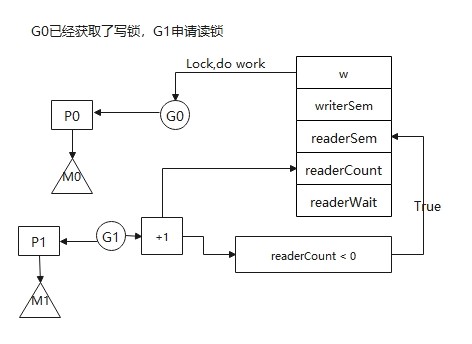 G0已经获取了写锁，G1申请读锁
Lock,do work
w
writerSem
P0
G0
readerSem
readerCount
M0
readerWait
True
P1
G1
+1
readerCount < 0
M1